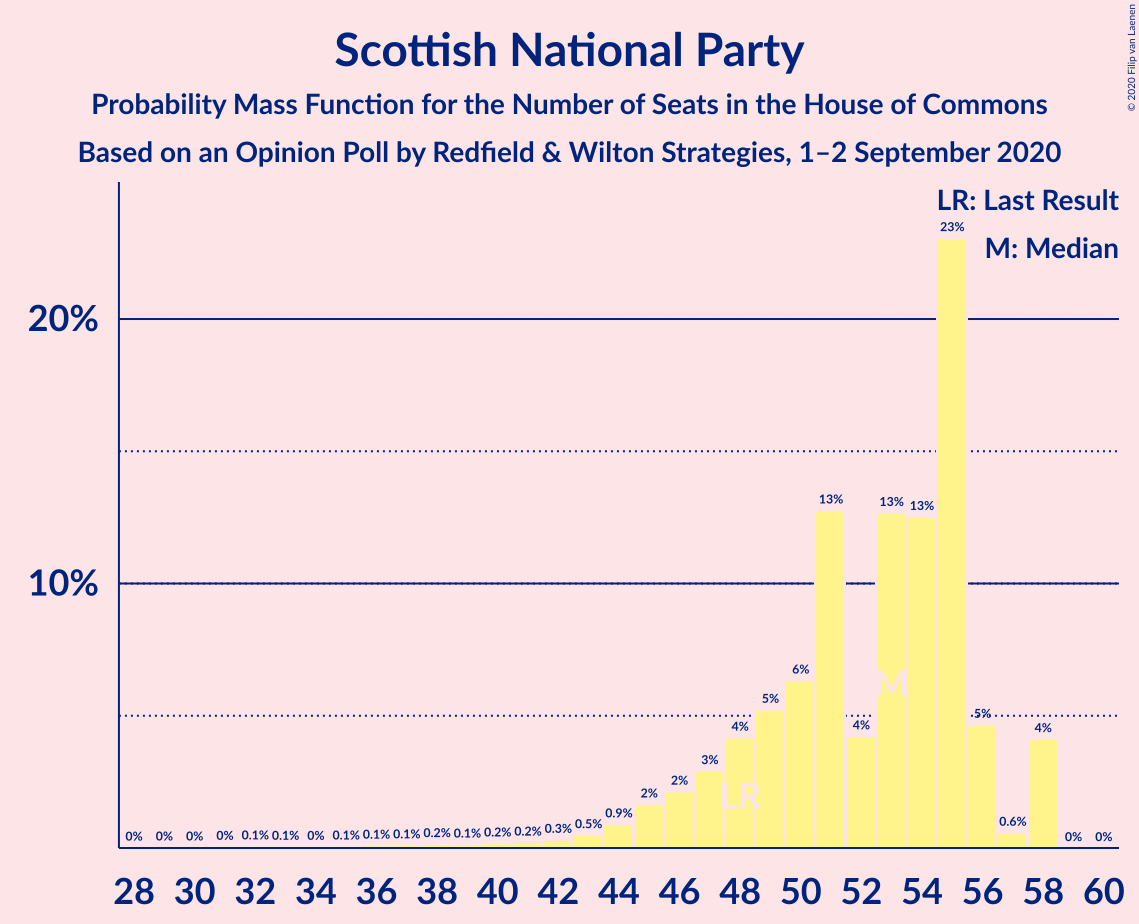 Scottish National Party
Probability Mass Function for the Number of Seats in the House of Commons
Based on an Opinion Poll by Redfield & Wilton Strategies, 1–2 September 2020
© 2020 Filip van Laenen
LR: Last Result
M: Median
20%
10%
0% 0% 0% 0% 0.1% 0.1% 0% 0.1% 0.1% 0.1% 0.2% 0.1% 0.2% 0.2% 0.3% 0.5% 0.9% 2% 2% 3% 4% 5% 6% 13% 4% 13% 13% 23% 5% 0.6% 4% 0% 0%
M
LR
28 30 32 34 36 38 40 42 44 46 48 50 52 54 56 58 60